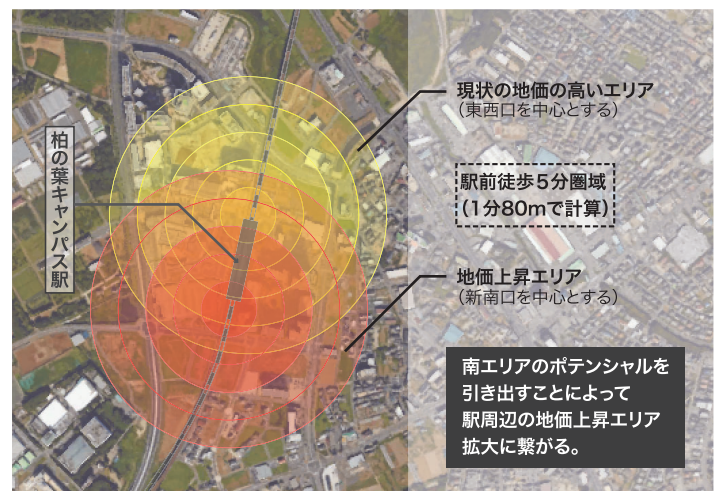 柏の葉キャンパス駅
現状の地価の高いエリア
（東西口を中心とする）
駅前徒歩５分圏域
（１分80mで計算）
地価上昇エリア
（新南口を中心とする）
南エリアのポテンシャルを
引き出すことによって
駅周辺の地価上昇エリア
拡大に繋がる。